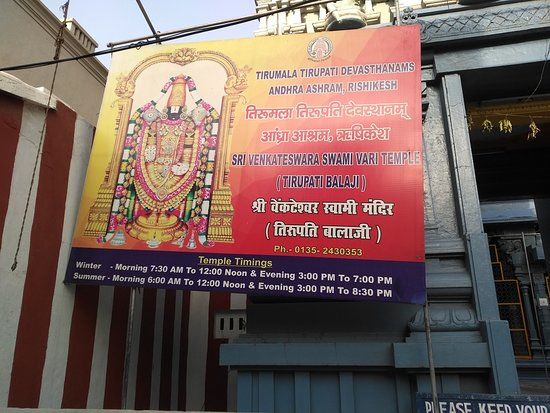 TIRUMALA TIRUPATI DEVASTHANAMS
ANDHRA ASHRAM, RISHIKESH
तिरुमला तिरुपति देवस्थानम्
आंध्रा आश्रम, ऋषिकेश
SRI VENKATESWARA SWAMI VARI TEMPLE
( TIRUPATI BALAJI )
श्री वेंकटेश्वर स्वामी मंदिर
( तिरुपति बालाजी )
Ph.- 0135- 2430353
Temple Timings
Winter - Morning 7:30 AM To 12:00 Noon & Evening 3:00 PM To 7:00 PM
Summer - Morning 6:00 AM To 12:00 Noon & Evening 3:00 PM To 8:30 PM
PLEASE KEEP YOUR